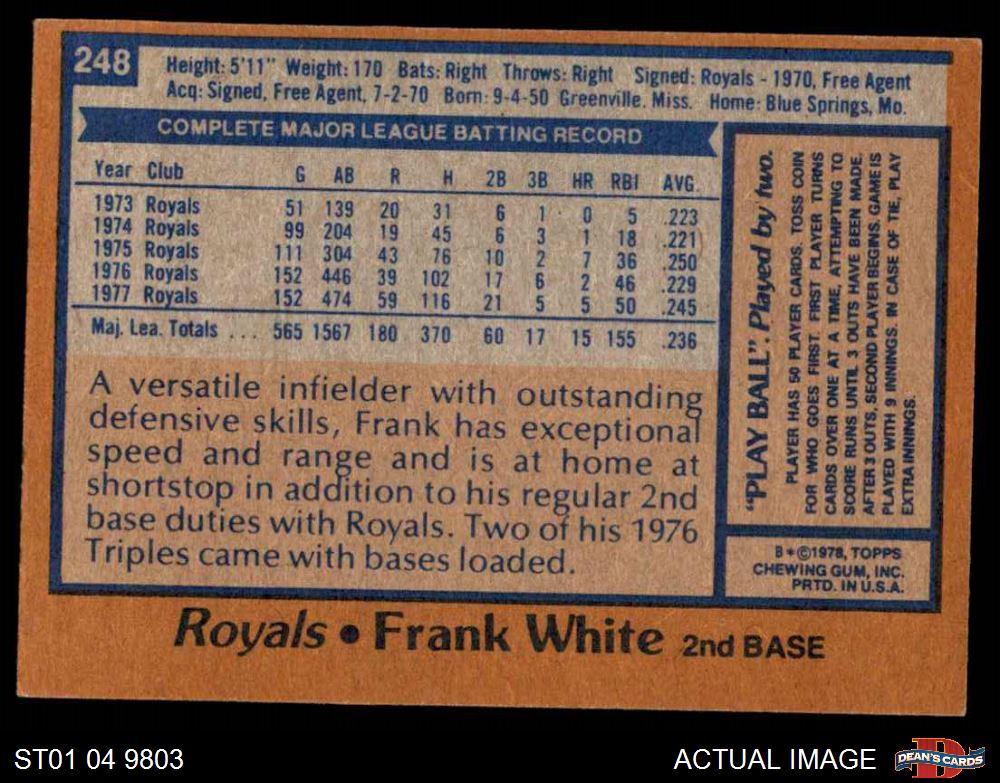 248
Height: 5'11" Weight: 170 Bats: Right Throws: Right Signed: Royals - 1970, Free Agent
Acq: Signed, Free Agent, 7-2-70 Born: 9-4-50 Greenville, Miss. Home: Blue Springs, Mo.
COMPLETE MAJOR LEAGUE BATTING RECORD
Year Club G AB R H 2B 3B HR RBI AVG.
1973 Royals 51 139 20 31 6 1 0 5 .223
1974 Royals 99 204 19 45 6 3 1 18 .221
1975 Royals 111 304 43 76 10 2 7 36 .250
1976 Royals 152 446 39 102 17 6 2 46 .229
1977 Royals 152 474 59 116 21 5 5 50 .245
Maj. Lea. Totals ... 565 1567 180 370 60 17 15 155 .236
A versatile infielder with outstanding
defensive skills, Frank has exceptional
speed and range and is at home at
shortstop in addition to his regular 2nd
base duties with Royals. Two of his 1976
Triples came with bases loaded.
"PLAY BALL". Played by two.
PLAYER HAS 50 PLAYER CARDS. TOSS COIN
FOR WHO GOES FIRST. FIRST PLAYER TURNS
CARDS OVER ONE AT A TIME, ATTEMPTING TO
SCORE RUNS UNTIL 3 OUTS HAVE BEEN MADE.
AFTER 3 OUTS, SECOND PLAYER BEGINS. GAME IS
PLAYED WITH 9 INNINGS. IN CASE OF TIE, PLAY
EXTRA INNINGS.
B*©1978, TOPPS
CHEWING GUM, INC.
PRTD. IN U.S.A.
Royals • Frank White 2nd BASE
ST01 04 9803
ACTUAL IMAGE
D
DEAN'S CARDS